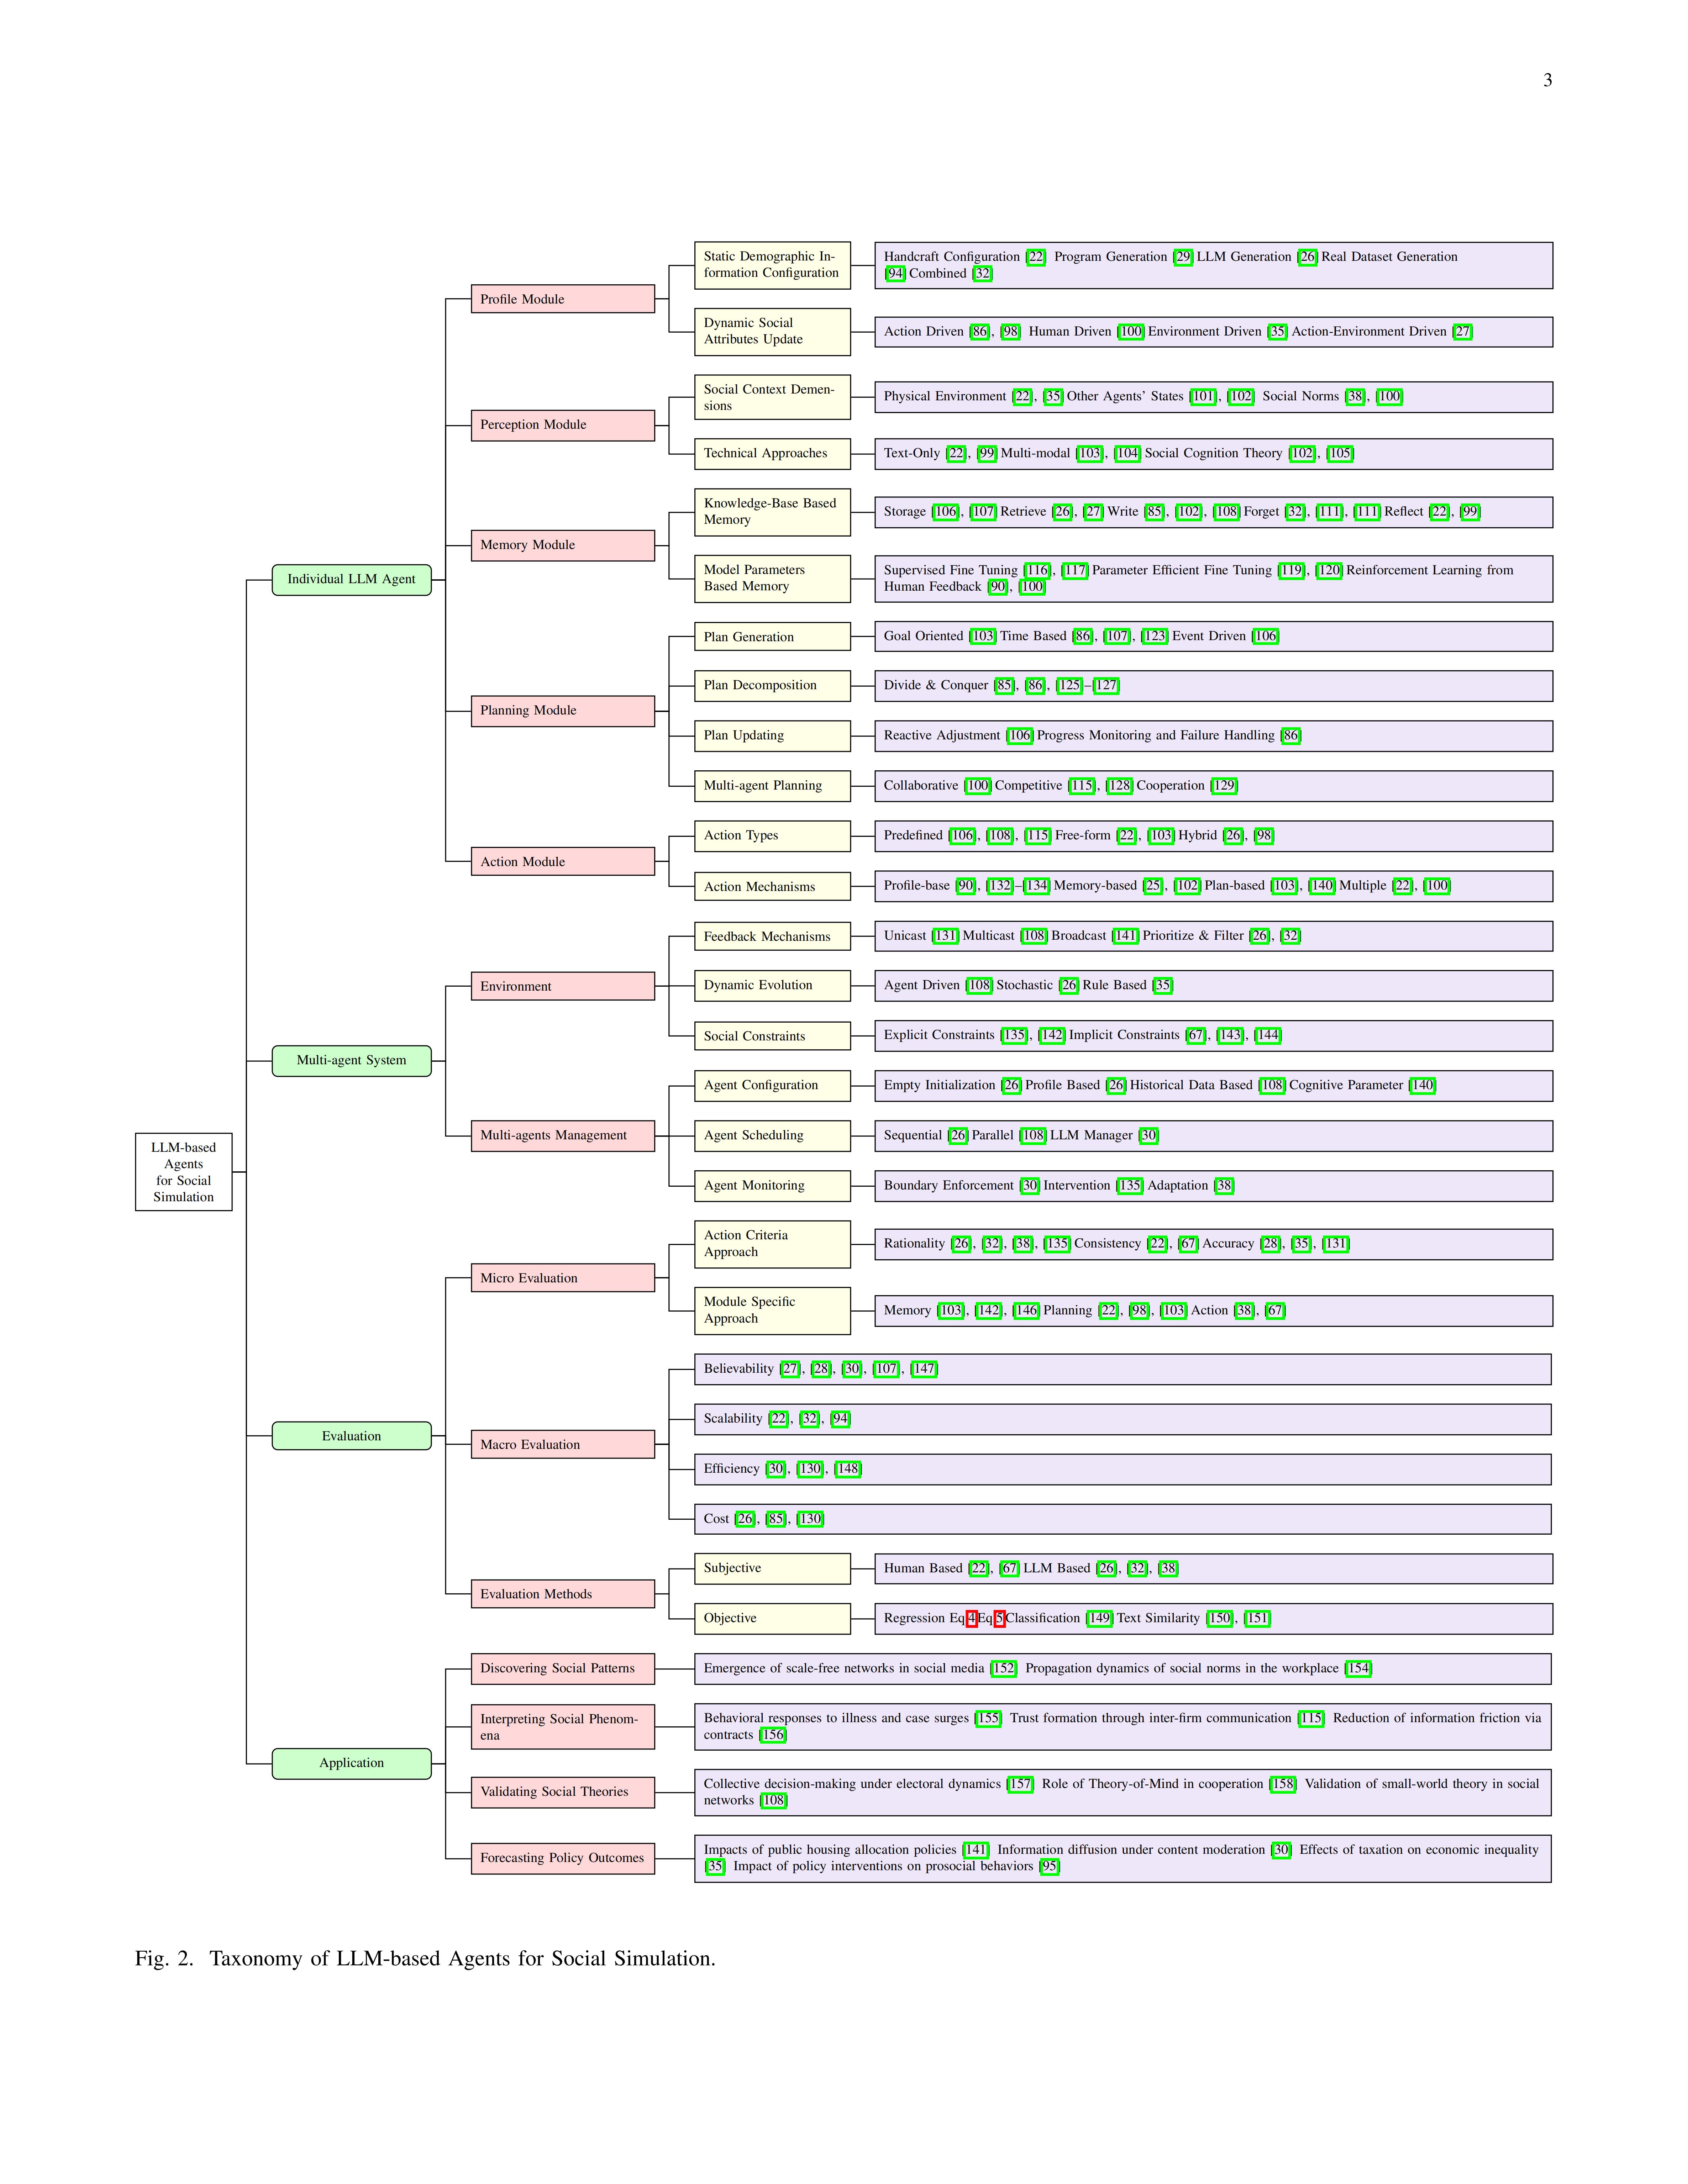 3
LLM-based
Agents
for Social
Simulation
Individual LLM Agent
Profile Module
Static Demographic In-
formation Configuration
Handcraft Configuration [22] Program Generation [29] LLM Generation [26] Real Dataset Generation
[94] Combined [32]
Dynamic Social
Attributes Update
Action Driven [86], [98] Human Driven [100] Environment Driven [35] Action-Environment Driven [27]
Perception Module
Social Context Demen-
sions
Physical Environment [22], [35] Other Agents’ States [101], [102] Social Norms [38], [100]
Technical Approaches
Text-Only [22], [99] Multi-modal [103], [104] Social Cognition Theory [102], [105]
Memory Module
Knowledge-Base Based
Memory
Storage [106], [107] Retrieve [26], [27] Write [85], [102], [108] Forget [32], [111], [111] Reflect [22], [99]
Model Parameters
Based Memory
Supervised Fine Tuning [116], [117] Parameter Efficient Fine Tuning [119], [120] Reinforcement Learning from
Human Feedback [90], [100]
Planning Module
Plan Generation
Goal Oriented [103] Time Based [86], [107], [123] Event Driven [106]
Plan Decomposition
Divide & Conquer [85], [86], [125]–[127]
Plan Updating
Reactive Adjustment [106] Progress Monitoring and Failure Handling [86]
Multi-agent Planning
Collaborative [100] Competitive [115], [128] Cooperation [129]
Action Module
Action Types
Predefined [106], [108], [115] Free-form [22], [103] Hybrid [26], [98]
Action Mechanisms
Profile-base [90], [132]–[134] Memory-based [25], [102] Plan-based [103], [140] Multiple [22], [100]
Multi-agent System
Environment
Feedback Mechanisms
Unicast [131] Multicast [108] Broadcast [141] Prioritize & Filter [26], [32]
Dynamic Evolution
Agent Driven [108] Stochastic [26] Rule Based [35]
Social Constraints
Explicit Constraints [135], [142] Implicit Constraints [67], [143], [144]
Multi-agents Management
Agent Configuration
Empty Initialization [26] Profile Based [26] Historical Data Based [108] Cognitive Parameter [140]
Agent Scheduling
Sequential [26] Parallel [108] LLM Manager [30]
Agent Monitoring
Boundary Enforcement [30] Intervention [135] Adaptation [38]
Evaluation
Micro Evaluation
Action Criteria
Approach
Rationality [26], [32], [38], [135] Consistency [22], [67] Accuracy [28], [35], [131]
Module Specific
Approach
Memory [103], [142], [146] Planning [22], [98], [103] Action [38], [67]
Macro Evaluation
Believability [27], [28], [30], [107], [147]
Scalability [22], [32], [94]
Efficiency [30], [130], [148]
Cost [26], [85], [130]
Evaluation Methods
Subjective
Human Based [22], [67] LLM Based [26], [32], [38]
Objective
Regression Eq 4 Eq 5 Classification [149] Text Similarity [150], [151]
Application
Discovering Social Patterns
Emergence of scale-free networks in social media [152] Propagation dynamics of social norms in the workplace [154]
Interpreting Social Phenom-
ena
Behavioral responses to illness and case surges [155] Trust formation through inter-firm communication [115] Reduction of information friction via
contracts [156]
Validating Social Theories
Collective decision-making under electoral dynamics [157] Role of Theory-of-Mind in cooperation [158] Validation of small-world theory in social
networks [108]
Forecasting Policy Outcomes
Impacts of public housing allocation policies [141] Information diffusion under content moderation [30] Effects of taxation on economic inequality
[35] Impact of policy interventions on prosocial behaviors [95]
Fig. 2. Taxonomy of LLM-based Agents for Social Simulation.